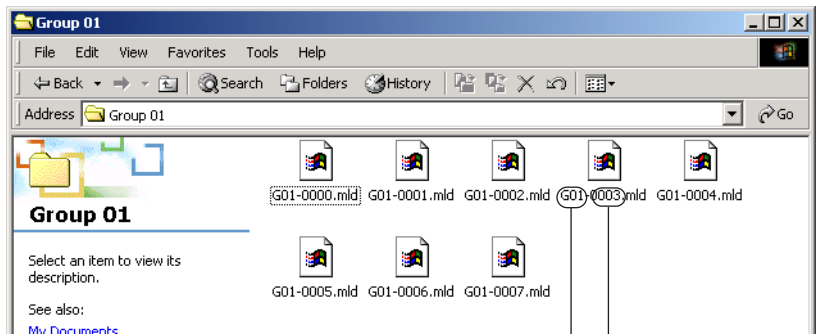 Group 01
File Edit View Favorites Tools Help
Back Search Folders History
Address Group 01 Go
G01-0000.mld G01-0001.mld G01-0002.mld G01-0003.mld G01-0004.mld
Group 01
Select an item to view its
description.
G01-0005.mld G01-0006.mld G01-0007.mld
See also:
My Documents